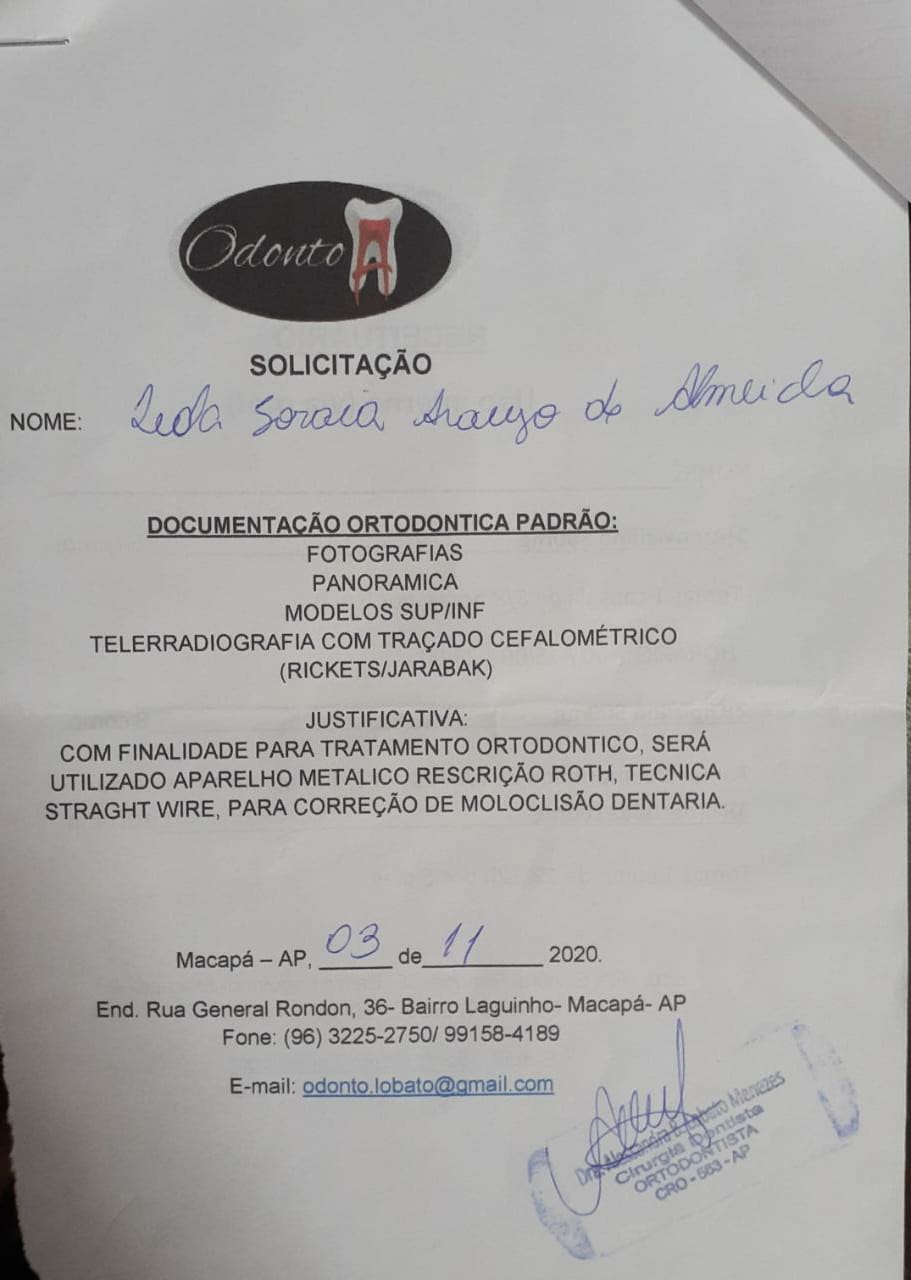 Odonto A
SOLICITAÇÃO
NOME: Leda Soraia Araujo de Almeida
DOCUMENTAÇÃO ORTODONTICA PADRÃO:
FOTOGRAFIAS
PANORAMICA
MODELOS SUP/INF
TELERRADIOGRAFIA COM TRAÇADO CEFALOMÉTRICO
(RICKETS/JARABAK)
JUSTIFICATIVA:
COM FINALIDADE PARA TRATAMENTO ORTODONTICO, SERÁ
UTILIZADO APARELHO METALICO RESCRIÇÃO ROTH, TECNICA
STRAGHT WIRE, PARA CORREÇÃO DE MOLOCLISÃO DENTARIA.
Macapá – AP, 03 de 11 2020.
End. Rua General Rondon, 36- Bairro Laguinho- Macapá- AP
Fone: (96) 3225-2750/ 99158-4189
E-mail: odonto.lobato@gmail.com
Lobato Menezes
Cirurgiã Dentista
ORTODONTISTA
CRO - 553 - AP